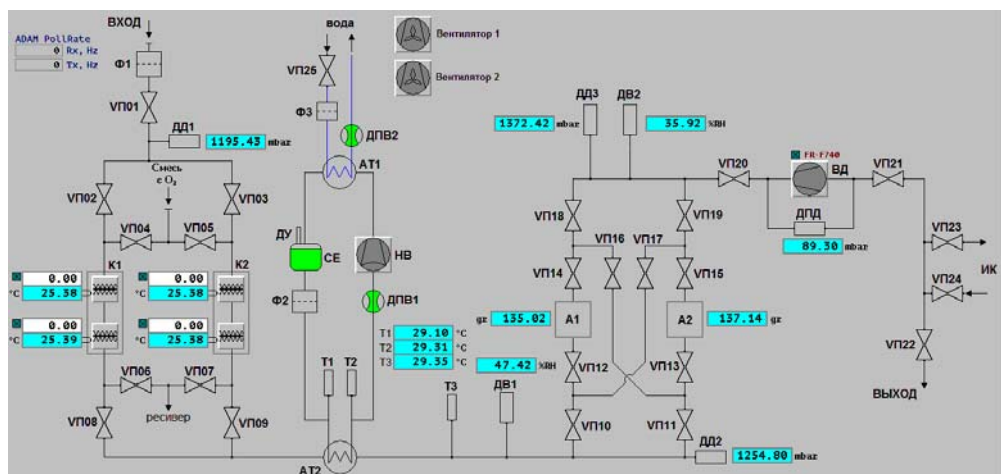 ВХОД
ADAM PollRate
0 Rx, Hz
0 Tx, Hz
Ф1
VП01
ДД1
1195.43 mbar
Смесь
с O₂
VП02
VП03
VП04
VП05
K1
K2
0.00
°C 25.38
0.00
°C 25.39
0.00
°C 25.38
0.00
°C 25.38
VП06
VП07
ресивер
VП08
VП09
вода
VП25
Ф3
ДПВ2
АТ1
ДУ
СЕ
НВ
Ф2
ДПВ1
T1 29.10 °C
T2 29.31 °C
T3 29.35 °C
T1
T2
АТ2
Вентилятор 1
Вентилятор 2
ДД3
1372.42 mbar
ДВ2
35.92 %RH
VП20
FR-F740
ВД
VП21
ДПД
89.30 mbar
VП18
VП19
VП16
VП17
VП14
VП15
gz 135.02
A1
A2
137.14 gz
47.42 %RH
VП12
VП13
T3
ДВ1
VП10
VП11
ДД2
1254.80 mbar
VП23
ИК
VП24
VП22
ВЫХОД